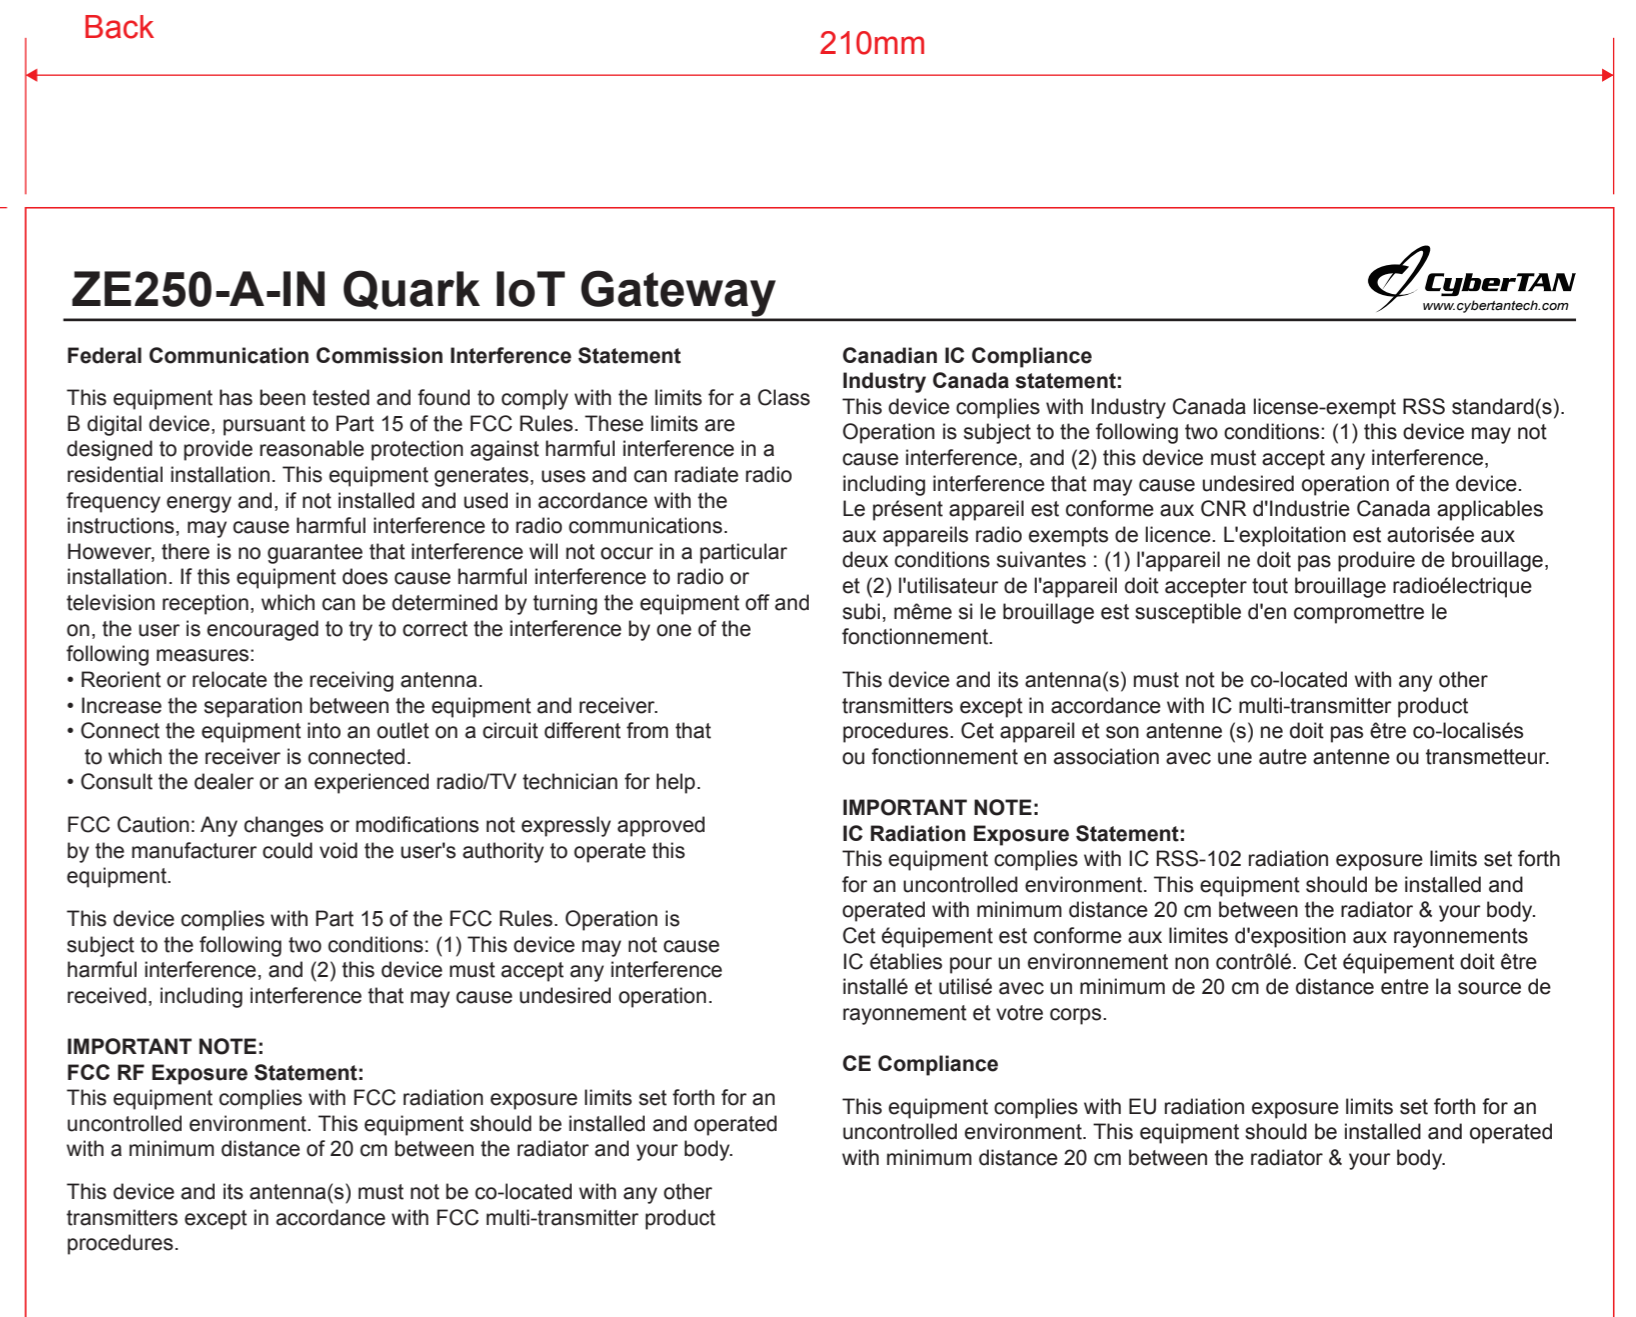 Back
210mm
ZE250-A-IN Quark IoT Gateway
CyberTAN
www.cybertantech.com
Federal Communication Commission Interference Statement
This equipment has been tested and found to comply with the limits for a Class
B digital device, pursuant to Part 15 of the FCC Rules. These limits are
designed to provide reasonable protection against harmful interference in a
residential installation. This equipment generates, uses and can radiate radio
frequency energy and, if not installed and used in accordance with the
instructions, may cause harmful interference to radio communications.
However, there is no guarantee that interference will not occur in a particular
installation. If this equipment does cause harmful interference to radio or
television reception, which can be determined by turning the equipment off and
on, the user is encouraged to try to correct the interference by one of the
following measures:
• Reorient or relocate the receiving antenna.
• Increase the separation between the equipment and receiver.
• Connect the equipment into an outlet on a circuit different from that
to which the receiver is connected.
• Consult the dealer or an experienced radio/TV technician for help.
FCC Caution: Any changes or modifications not expressly approved
by the manufacturer could void the user's authority to operate this
equipment.
This device complies with Part 15 of the FCC Rules. Operation is
subject to the following two conditions: (1) This device may not cause
harmful interference, and (2) this device must accept any interference
received, including interference that may cause undesired operation.
IMPORTANT NOTE:
FCC RF Exposure Statement:
This equipment complies with FCC radiation exposure limits set forth for an
uncontrolled environment. This equipment should be installed and operated
with a minimum distance of 20 cm between the radiator and your body.
This device and its antenna(s) must not be co-located with any other
transmitters except in accordance with FCC multi-transmitter product
procedures.
Canadian IC Compliance
Industry Canada statement:
This device complies with Industry Canada license-exempt RSS standard(s).
Operation is subject to the following two conditions: (1) this device may not
cause interference, and (2) this device must accept any interference,
including interference that may cause undesired operation of the device.
Le présent appareil est conforme aux CNR d'Industrie Canada applicables
aux appareils radio exempts de licence. L'exploitation est autorisée aux
deux conditions suivantes : (1) l'appareil ne doit pas produire de brouillage,
et (2) l'utilisateur de l'appareil doit accepter tout brouillage radioélectrique
subi, même si le brouillage est susceptible d'en compromettre le
fonctionnement.
This device and its antenna(s) must not be co-located with any other
transmitters except in accordance with IC multi-transmitter product
procedures. Cet appareil et son antenne (s) ne doit pas être co-localisés
ou fonctionnement en association avec une autre antenne ou transmetteur.
IMPORTANT NOTE:
IC Radiation Exposure Statement:
This equipment complies with IC RSS-102 radiation exposure limits set forth
for an uncontrolled environment. This equipment should be installed and
operated with minimum distance 20 cm between the radiator & your body.
Cet équipement est conforme aux limites d'exposition aux rayonnements
IC établies pour un environnement non contrôlé. Cet équipement doit être
installé et utilisé avec un minimum de 20 cm de distance entre la source de
rayonnement et votre corps.
CE Compliance
This equipment complies with EU radiation exposure limits set forth for an
uncontrolled environment. This equipment should be installed and operated
with minimum distance 20 cm between the radiator & your body.